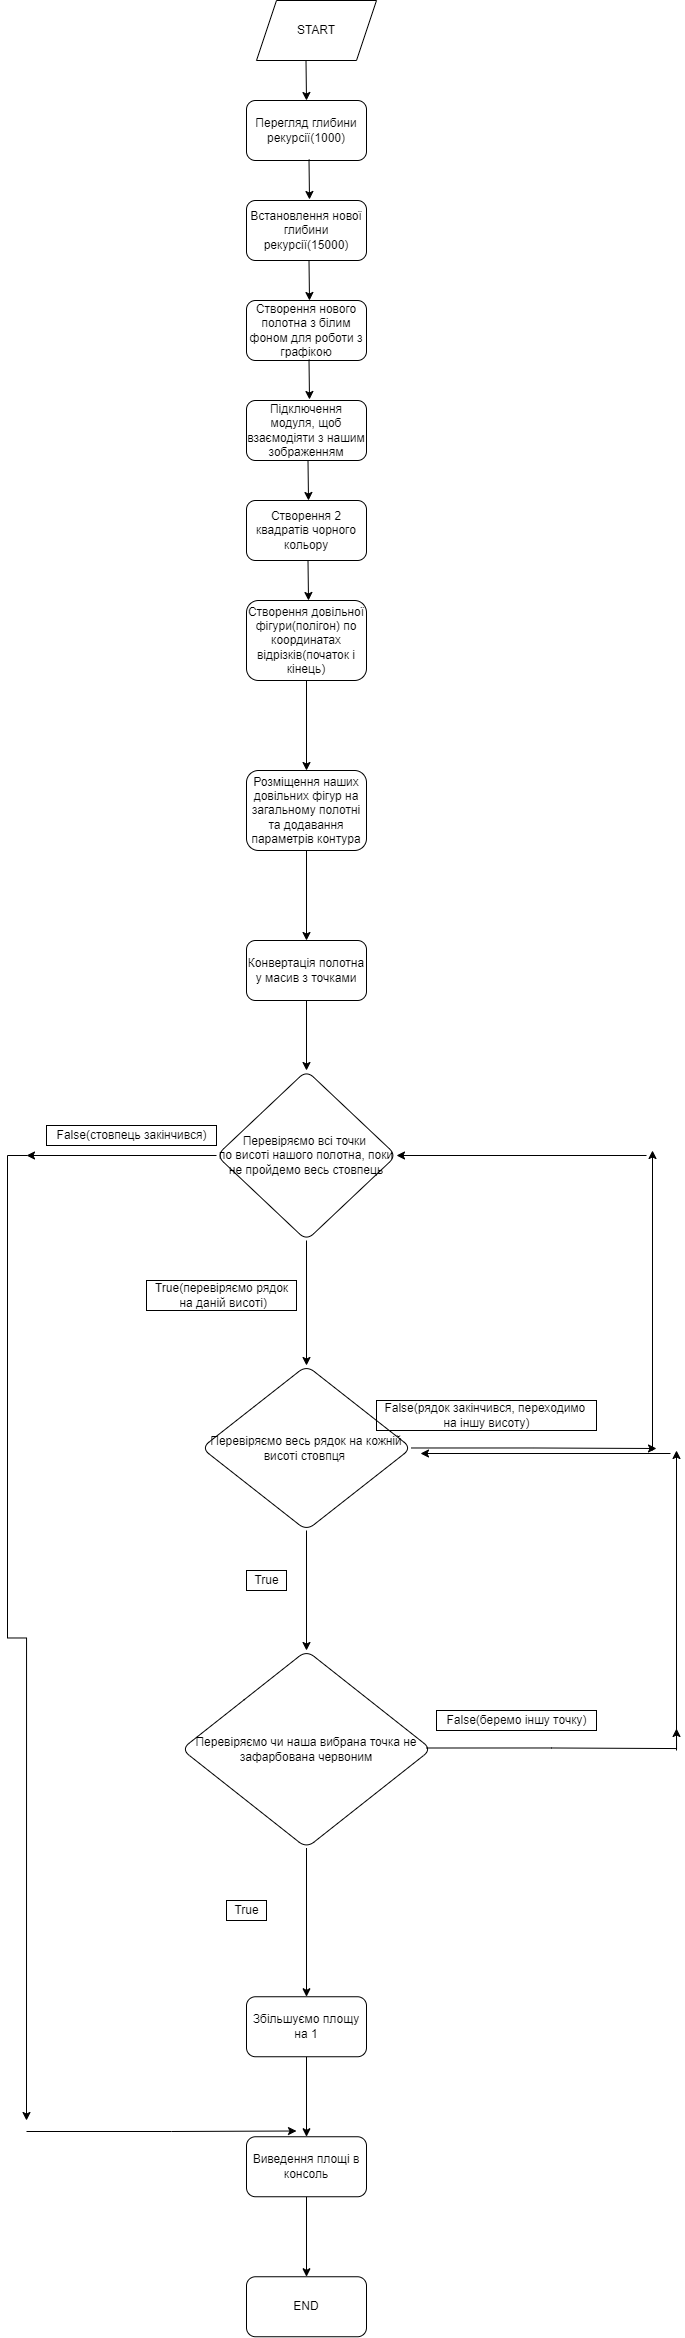 START
Перегляд глибини
рекурсії(1000)
Встановлення нової
глибини
рекурсії(15000)
Створення нового
полотна з білим
фоном для роботи з
графікою
Підключення
модуля, щоб
взаємодіяти з нашим
зображенням
Створення 2
квадратів чорного
кольору
Створення довільної
фігури(полігон) по
координатах
відрізків(початок і
кінець)
Розміщення наших
довільних фігур на
загальному полотні
та додавання
параметрів контура
Конвертація полотна
у масив з точками
False(стовпець закінчився)
Перевіряємо всі точки
по висоті нашого полотна, поки
не пройдемо весь стовпець
True(перевіряємо рядок
на даній висоті)
False(рядок закінчився, переходимо
на іншу висоту)
Перевіряємо весь рядок на кожній
висоті стовпця
True
False(беремо іншу точку)
Перевіряємо чи наша вибрана точка не
зафарбована червоним
True
Збільшуємо площу
на 1
Виведення площі в
консоль
END